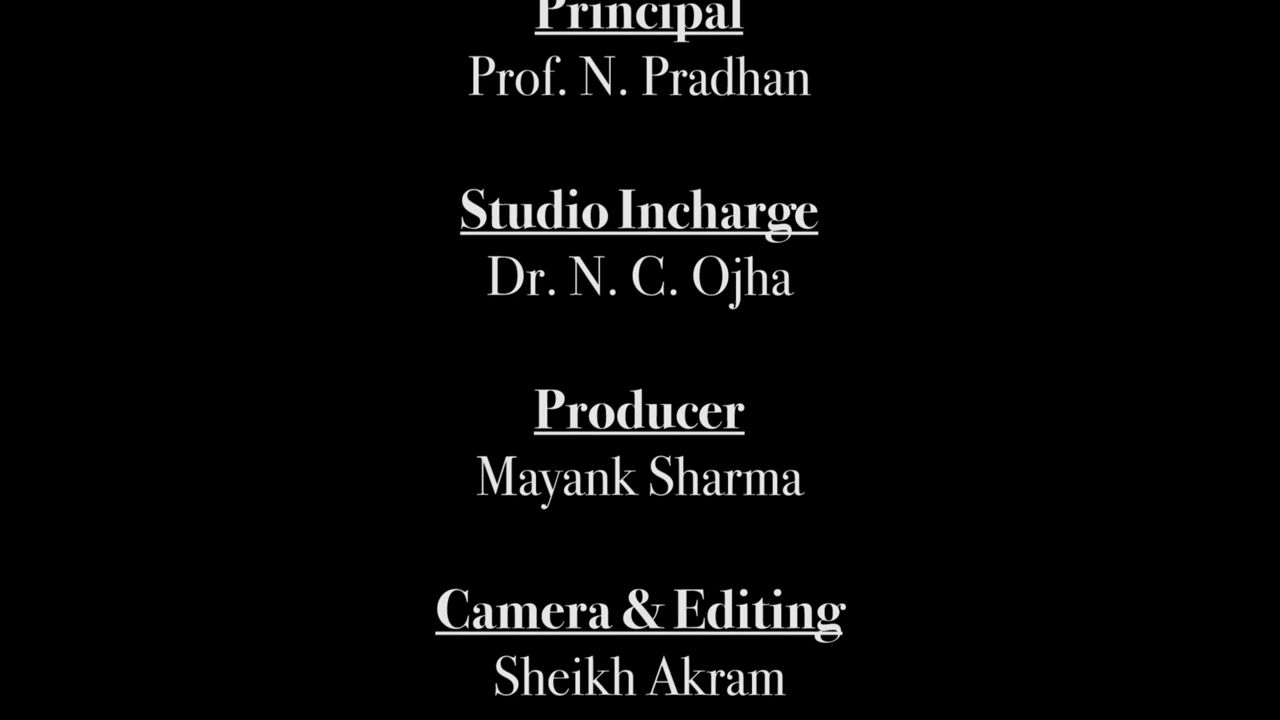 Principal
Prof. N. Pradhan
Studio Incharge
Dr. N. C. Ojha
Producer
Mayank Sharma
Camera & Editing
Sheikh Akram